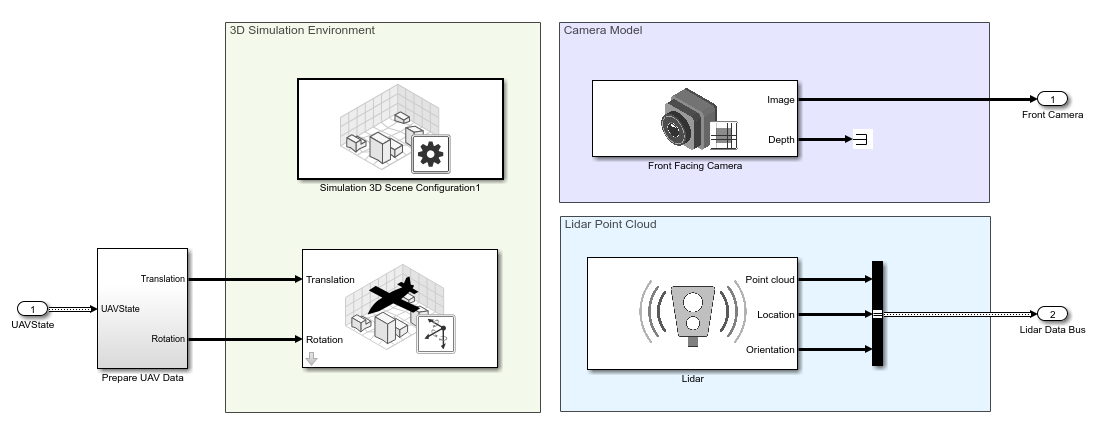 3D Simulation Environment
Simulation 3D Scene Configuration1
1
UAVState
UAVState
Translation
Rotation
Prepare UAV Data
Translation
Rotation
Camera Model
Image
Depth
Front Facing Camera
1
Front Camera
Lidar Point Cloud
Point cloud
Location
Orientation
Lidar
2
Lidar Data Bus